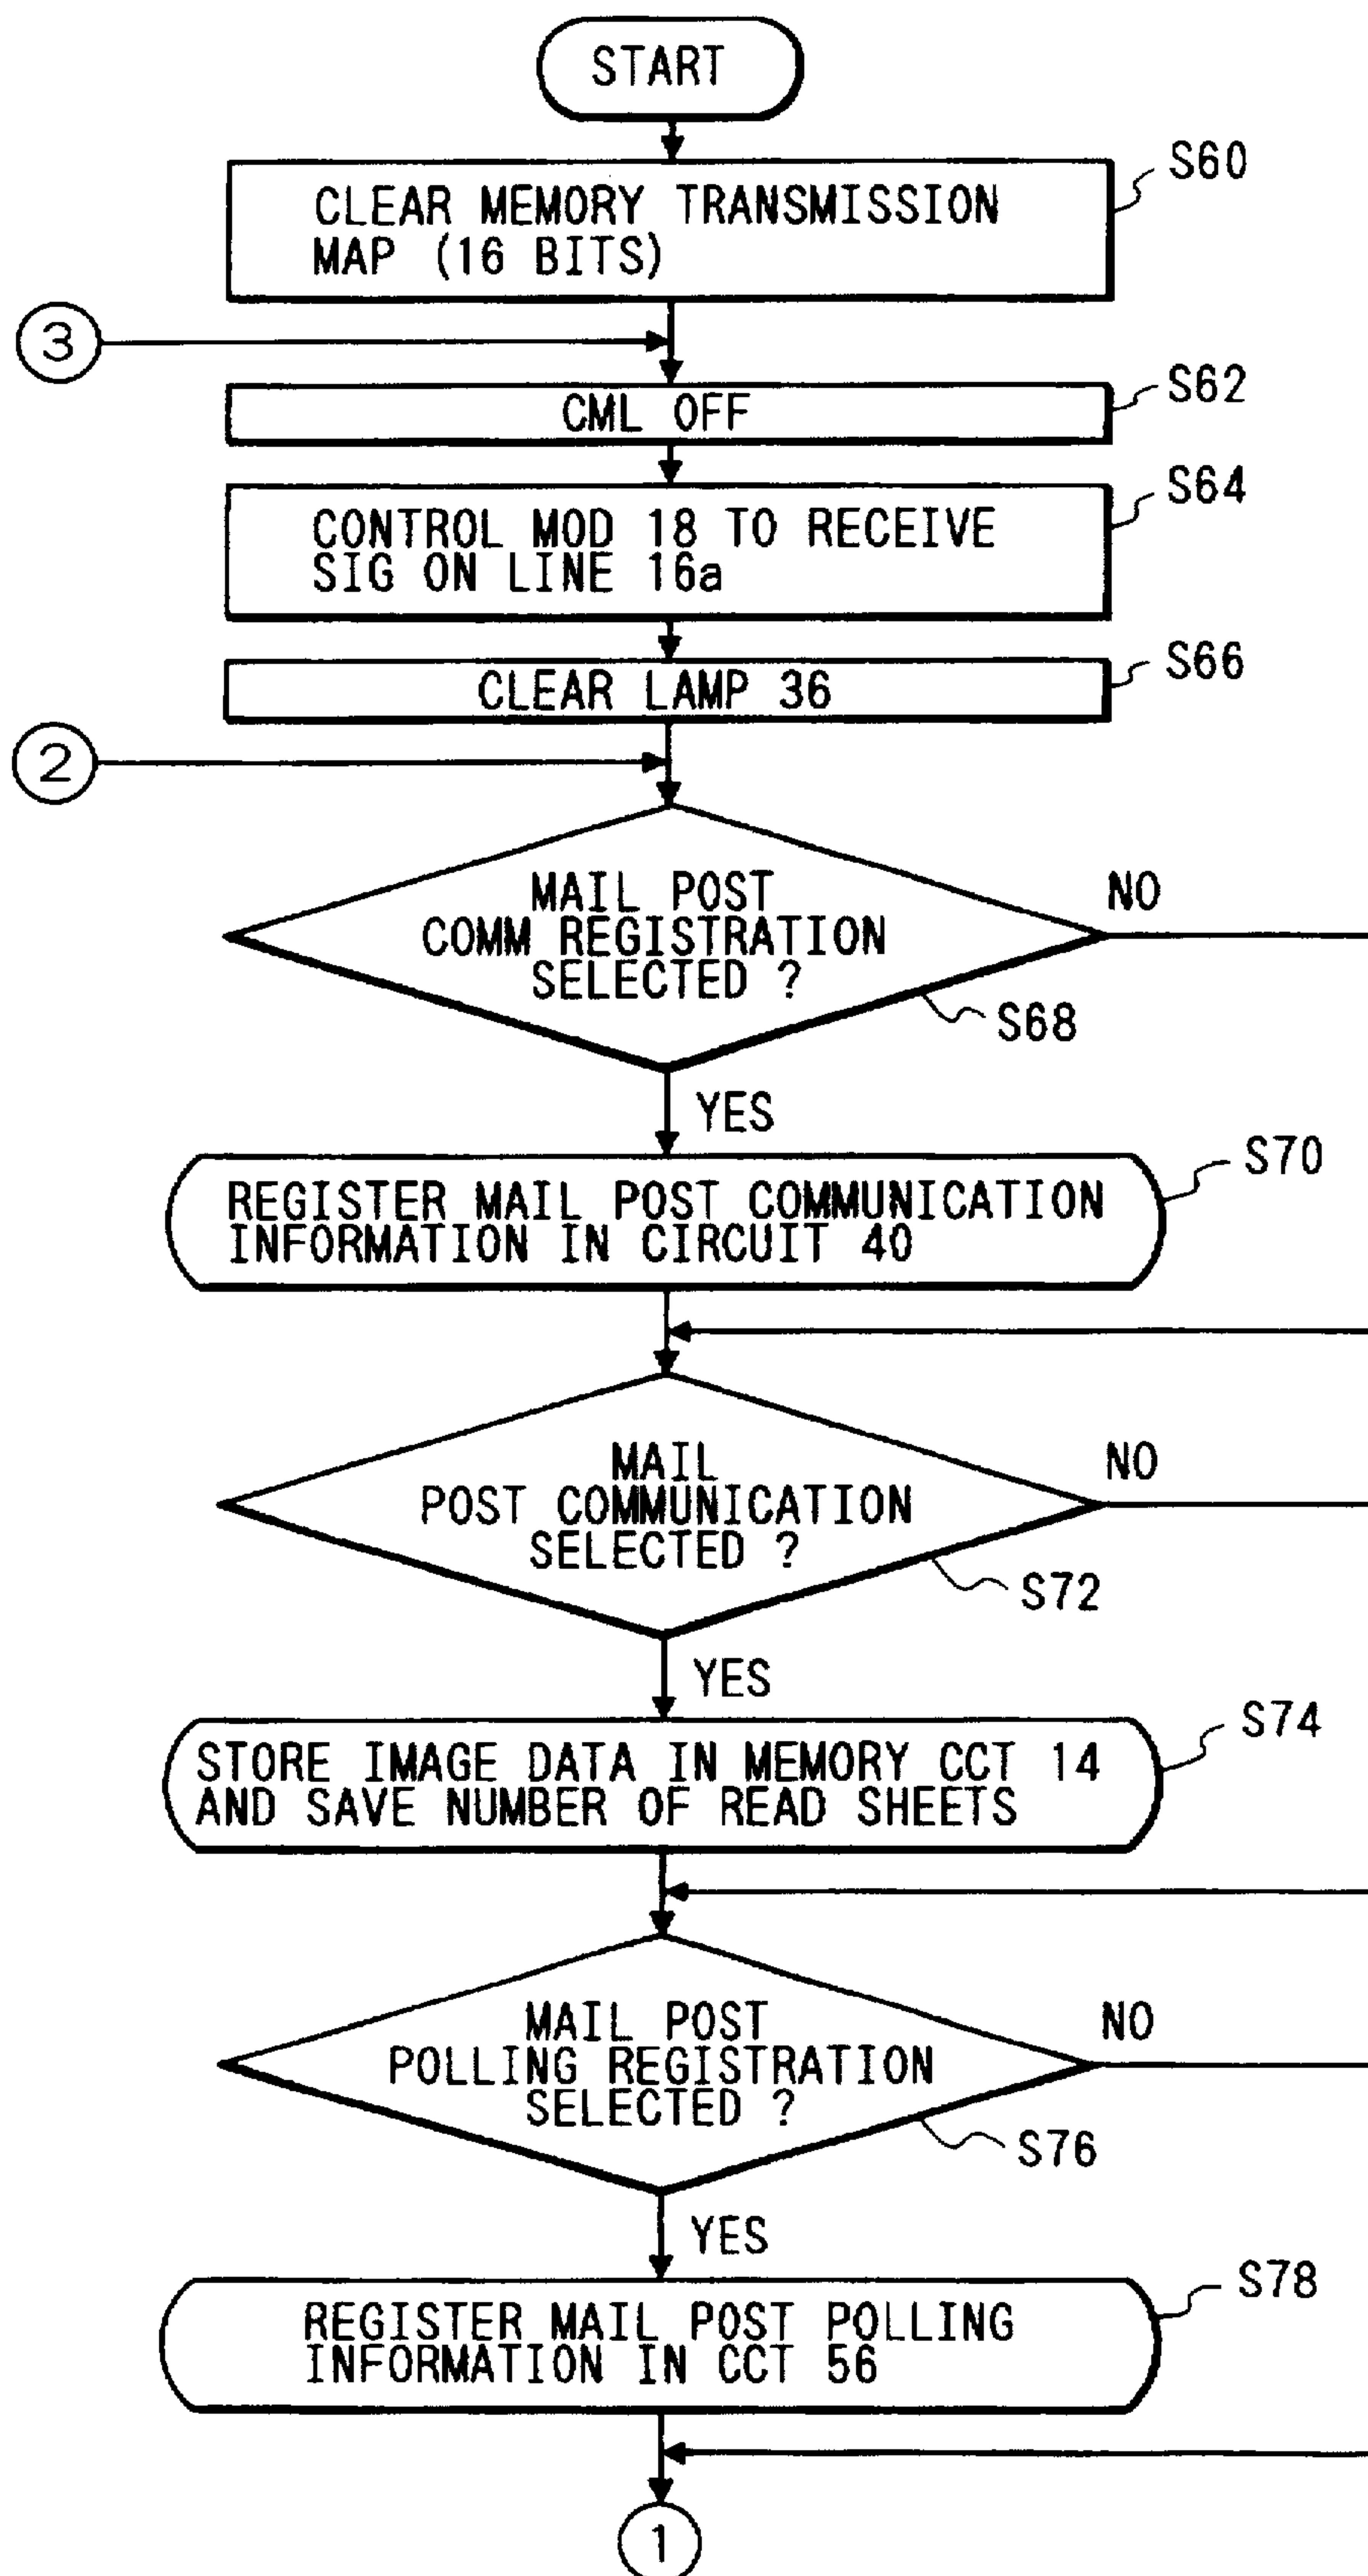 START
S60
CLEAR MEMORY TRANSMISSION
MAP (16 BITS)
3
S62
CML OFF
S64
CONTROL MOD 18 TO RECEIVE
SIG ON LINE 16a
S66
CLEAR LAMP 36
2
MAIL POST
COMM REGISTRATION
SELECTED ?
NO
S68
YES
S70
REGISTER MAIL POST COMMUNICATION
INFORMATION IN CIRCUIT 40
MAIL
POST COMMUNICATION
SELECTED ?
NO
S72
YES
S74
STORE IMAGE DATA IN MEMORY CCT 14
AND SAVE NUMBER OF READ SHEETS
MAIL POST
POLLING REGISTRATION
SELECTED ?
NO
S76
YES
S78
REGISTER MAIL POST POLLING
INFORMATION IN CCT 56
1